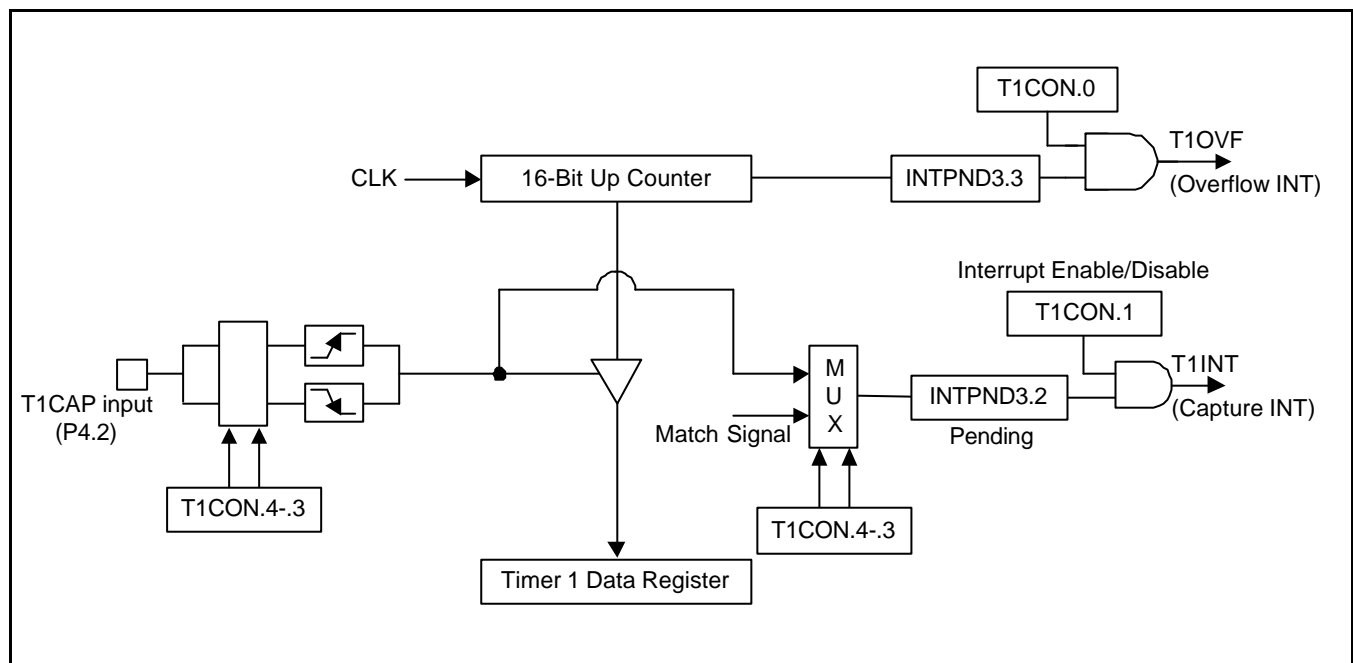 T1CON.0
T1OVF
CLK
16-Bit Up Counter
INTPND3.3
(Overflow INT)
Interrupt Enable/Disable
T1CON.1
M
U
X
T1INT
T1CAP input
(P4.2)
INTPND3.2
(Capture INT)
Match Signal
Pending
T1CON.4-.3
T1CON.4-.3
Timer 1 Data Register